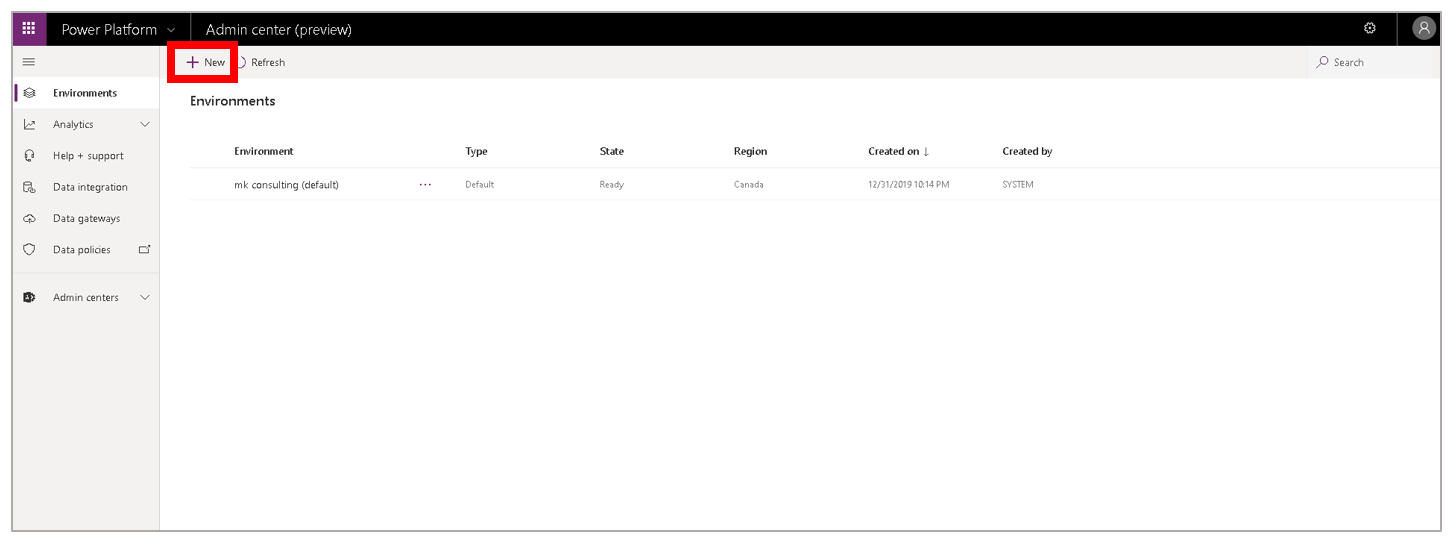 Power Platform Admin center (preview)
New Refresh Search
Environments
Analytics
Help + support
Data integration
Data gateways
Data policies
Admin centers
Environments
Environment Type State Region Created on ↓ Created by
mk consulting (default) ... Default Ready Canada 12/31/2019 10:14 PM SYSTEM